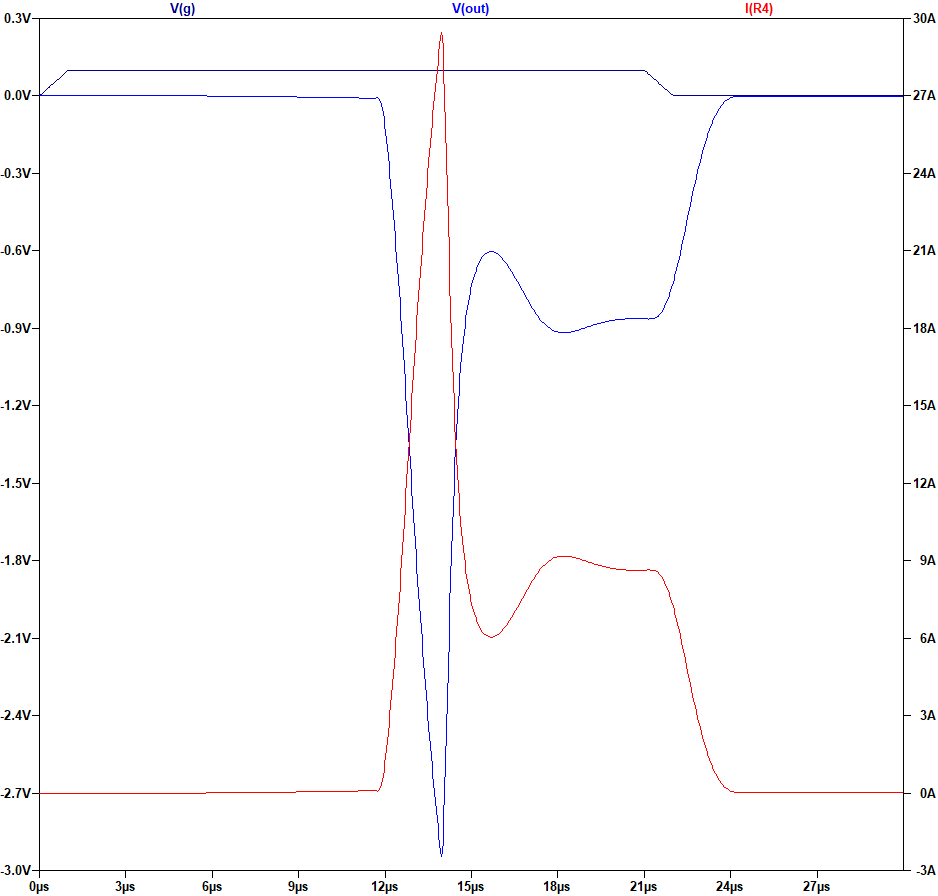 V(g) V(out) I(R4)
0.3V 30A
0.0V 27A
-0.3V 24A
-0.6V 21A
-0.9V 18A
-1.2V 15A
-1.5V 12A
-1.8V 9A
-2.1V 6A
-2.4V 3A
-2.7V 0A
-3.0V -3A
0µs 3µs 6µs 9µs 12µs 15µs 18µs 21µs 24µs 27µs